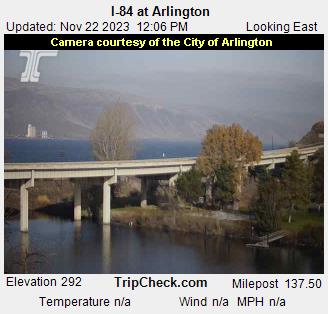 I-84 at Arlington
Updated: Nov 22 2023 12:06 PM Looking East
Camera courtesy of the City of Arlington
Elevation 292 TripCheck.com Milepost 137.50
Temperature n/a Wind n/a MPH n/a